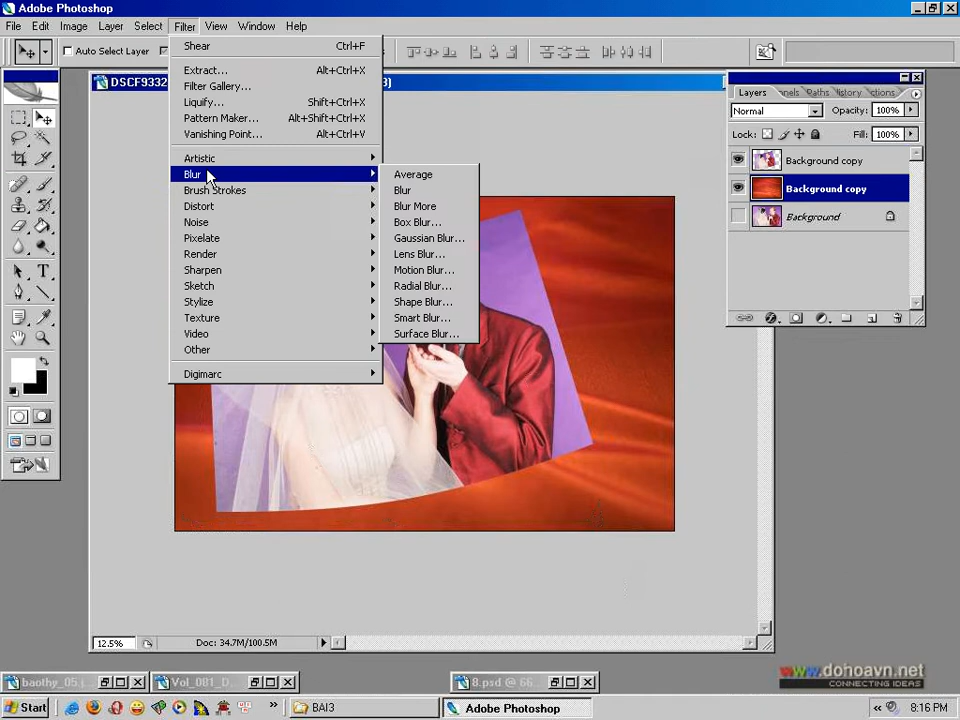 Adobe Photoshop
File Edit Image Layer Select Filter View Window Help
Auto Select Layer
Shear Ctrl+F
Extract... Alt+Ctrl+X
Filter Gallery...
Liquify... Shift+Ctrl+X
Pattern Maker... Alt+Shift+Ctrl+X
Vanishing Point... Alt+Ctrl+V
Artistic
Blur
Brush Strokes
Distort
Noise
Pixelate
Render
Sharpen
Sketch
Stylize
Texture
Video
Other
Digimarc
Average
Blur
Blur More
Box Blur...
Gaussian Blur...
Lens Blur...
Motion Blur...
Radial Blur...
Shape Blur...
Smart Blur...
Surface Blur...
DSCF9332
3)
Layers nnels Paths History ctions
Normal Opacity: 100%
Lock: Fill: 100%
Background copy
Background copy
Background
12.5% Doc: 34.7M/100.5M
baothy_05 Vol_081_D 8.psd @ 66
www.dohoavn.net
CONNECTING IDEAS
Start BAI3 Adobe Photoshop 8:16 PM